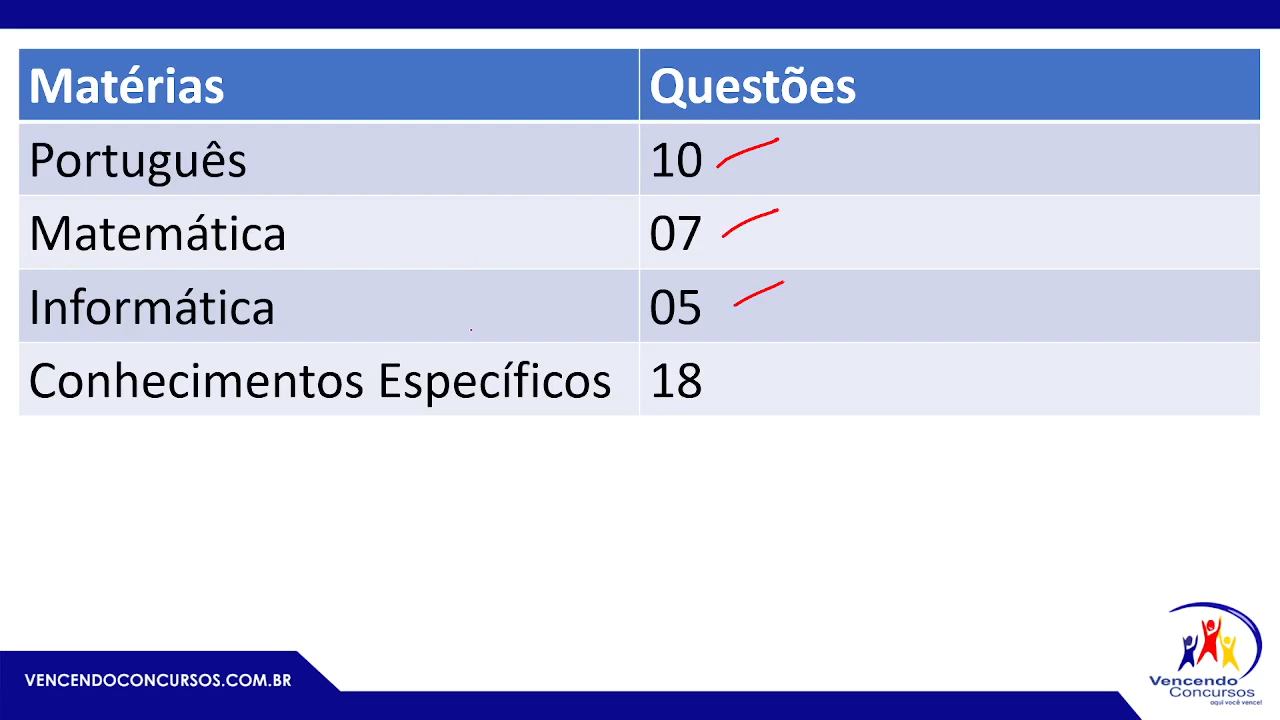 Matérias Questões
Português 10
Matemática 07
Informática 05
Conhecimentos Específicos 18
VENCENDOCONCURSOS.COM.BR
Vencendo
Concursos
aqui você vence!